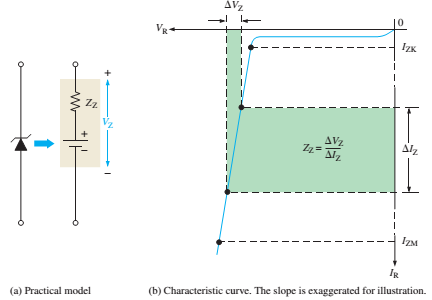 ΔV_Z
V_R
0
I_ZK
+
Z_Z
V_Z
+
−
−
Z_Z = ΔV_Z / ΔI_Z
ΔI_Z
I_ZM
I_R
(a) Practical model
(b) Characteristic curve. The slope is exaggerated for illustration.